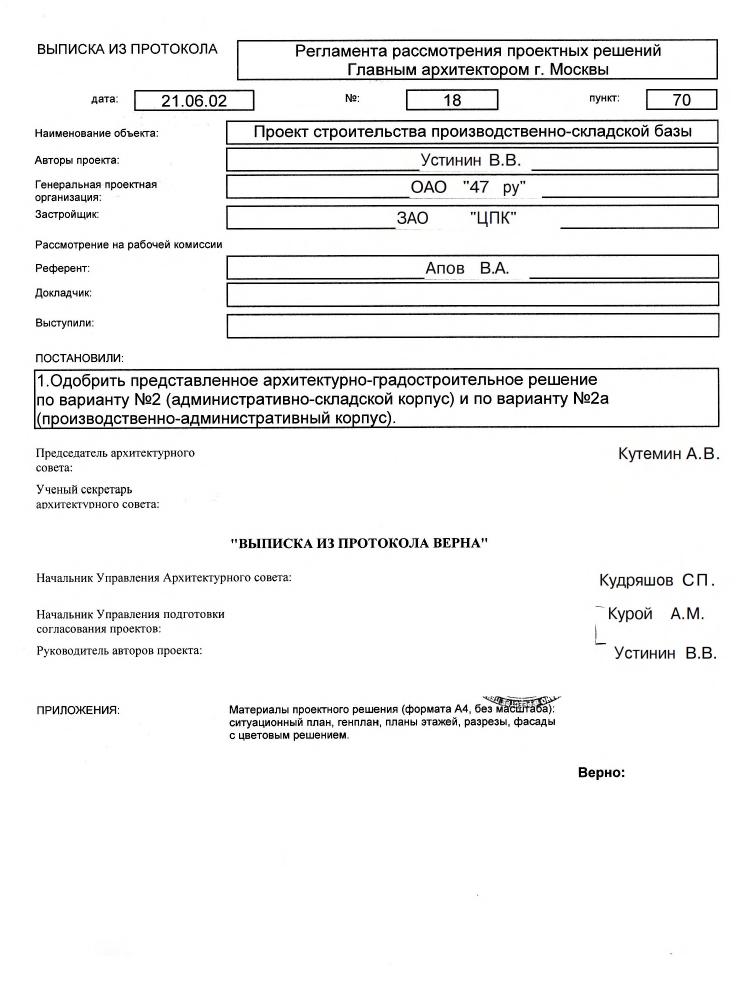 ВЫПИСКА ИЗ ПРОТОКОЛА
Регламента рассмотрения проектных решений
Главным архитектором г. Москвы
дата: 21.06.02 №: 18 пункт: 70
Наименование объекта: Проект строительства производственно-складской базы
Авторы проекта: Устинин В.В.
Генеральная проектная
организация: ОАО "47 ру"
Застройщик: ЗАО "ЦПК"
Рассмотрение на рабочей комиссии
Референт: Апов В.А.
Докладчик:
Выступили:
ПОСТАНОВИЛИ:
1.Одобрить представленное архитектурно-градостроительное решение
по варианту №2 (административно-складской корпус) и по варианту №2а
(производственно-административный корпус).
Председатель архитектурного
совета: Кутемин А.В.
Ученый секретарь
архитектурного совета:
"ВЫПИСКА ИЗ ПРОТОКОЛА ВЕРНА"
Начальник Управления Архитектурного совета: Кудряшов СП.
Начальник Управления подготовки
согласования проектов: Курой А.М.
Руководитель авторов проекта: Устинин В.В.
ПРИЛОЖЕНИЯ: Материалы проектного решения (формата А4, без масштаба):
ситуационный план, генплан, планы этажей, разрезы, фасады
с цветовым решением.
Верно: